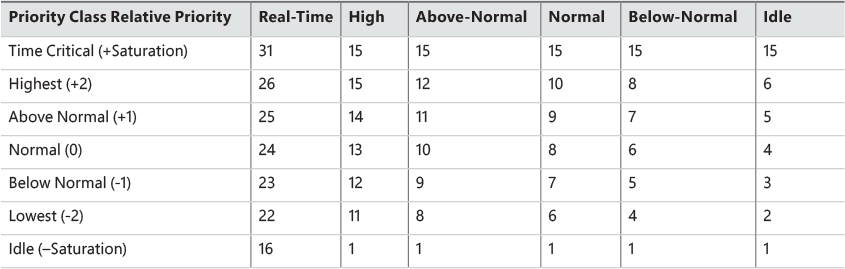 Priority Class Relative Priority Real-Time High Above-Normal Normal Below-Normal Idle
Time Critical (+Saturation) 31 15 15 15 15 15
Highest (+2) 26 15 12 10 8 6
Above Normal (+1) 25 14 11 9 7 5
Normal (0) 24 13 10 8 6 4
Below Normal (-1) 23 12 9 7 5 3
Lowest (-2) 22 11 8 6 4 2
Idle (–Saturation) 16 1 1 1 1 1